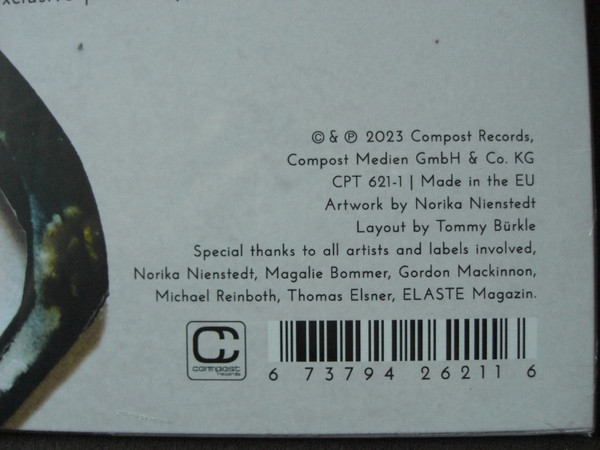 © & ℗ 2023 Compost Records,
Compost Medien GmbH & Co. KG
CPT 621-1 | Made in the EU
Artwork by Norika Nienstedt
Layout by Tommy Bürkle
Special thanks to all artists and labels involved,
Norika Nienstedt, Magalie Bommer, Gordon Mackinnon,
Michael Reinboth, Thomas Elsner, ELASTE Magazin.
compost
records
6 73794 26211 6